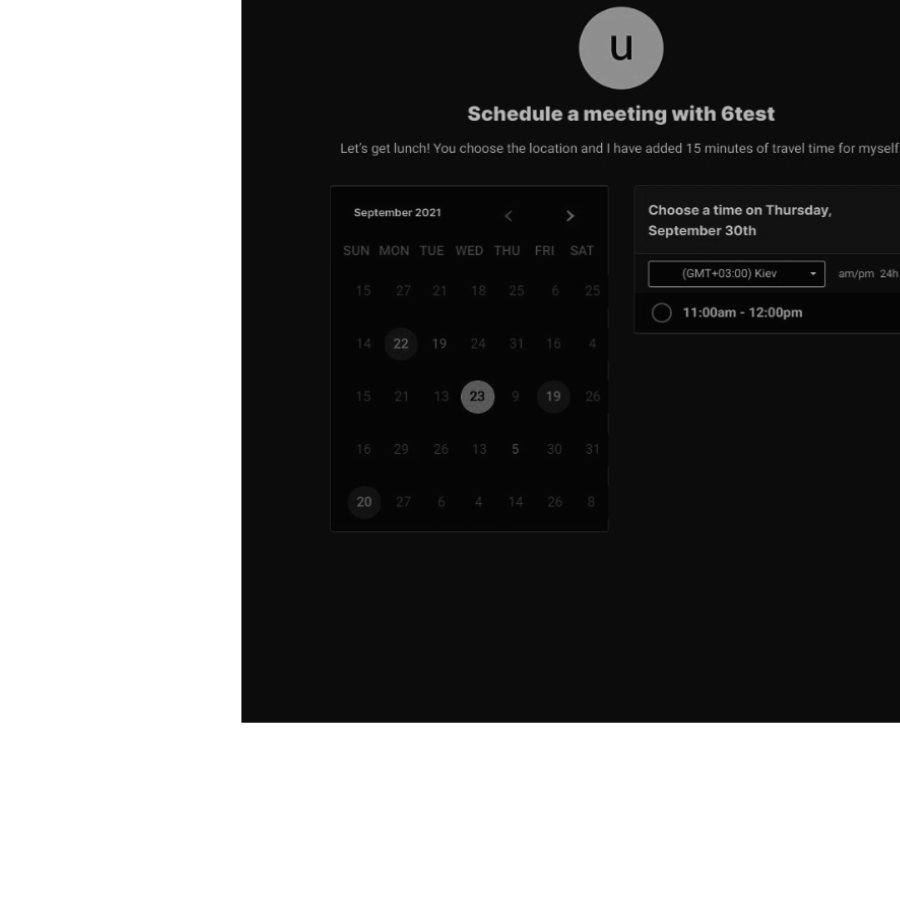 u
Schedule a meeting with 6test
Let's get lunch! You choose the location and I have added 15 minutes of travel time for myself
September 2021
SUN MON TUE WED THU FRI SAT
15 27 21 18 25 6 25
14 22 19 24 31 16 4
15 21 13 23 9 19 26
16 29 26 13 5 30 31
20 27 6 4 14 26 8
Choose a time on Thursday,
September 30th
(GMT+03:00) Kiev am/pm 24h
11:00am - 12:00pm